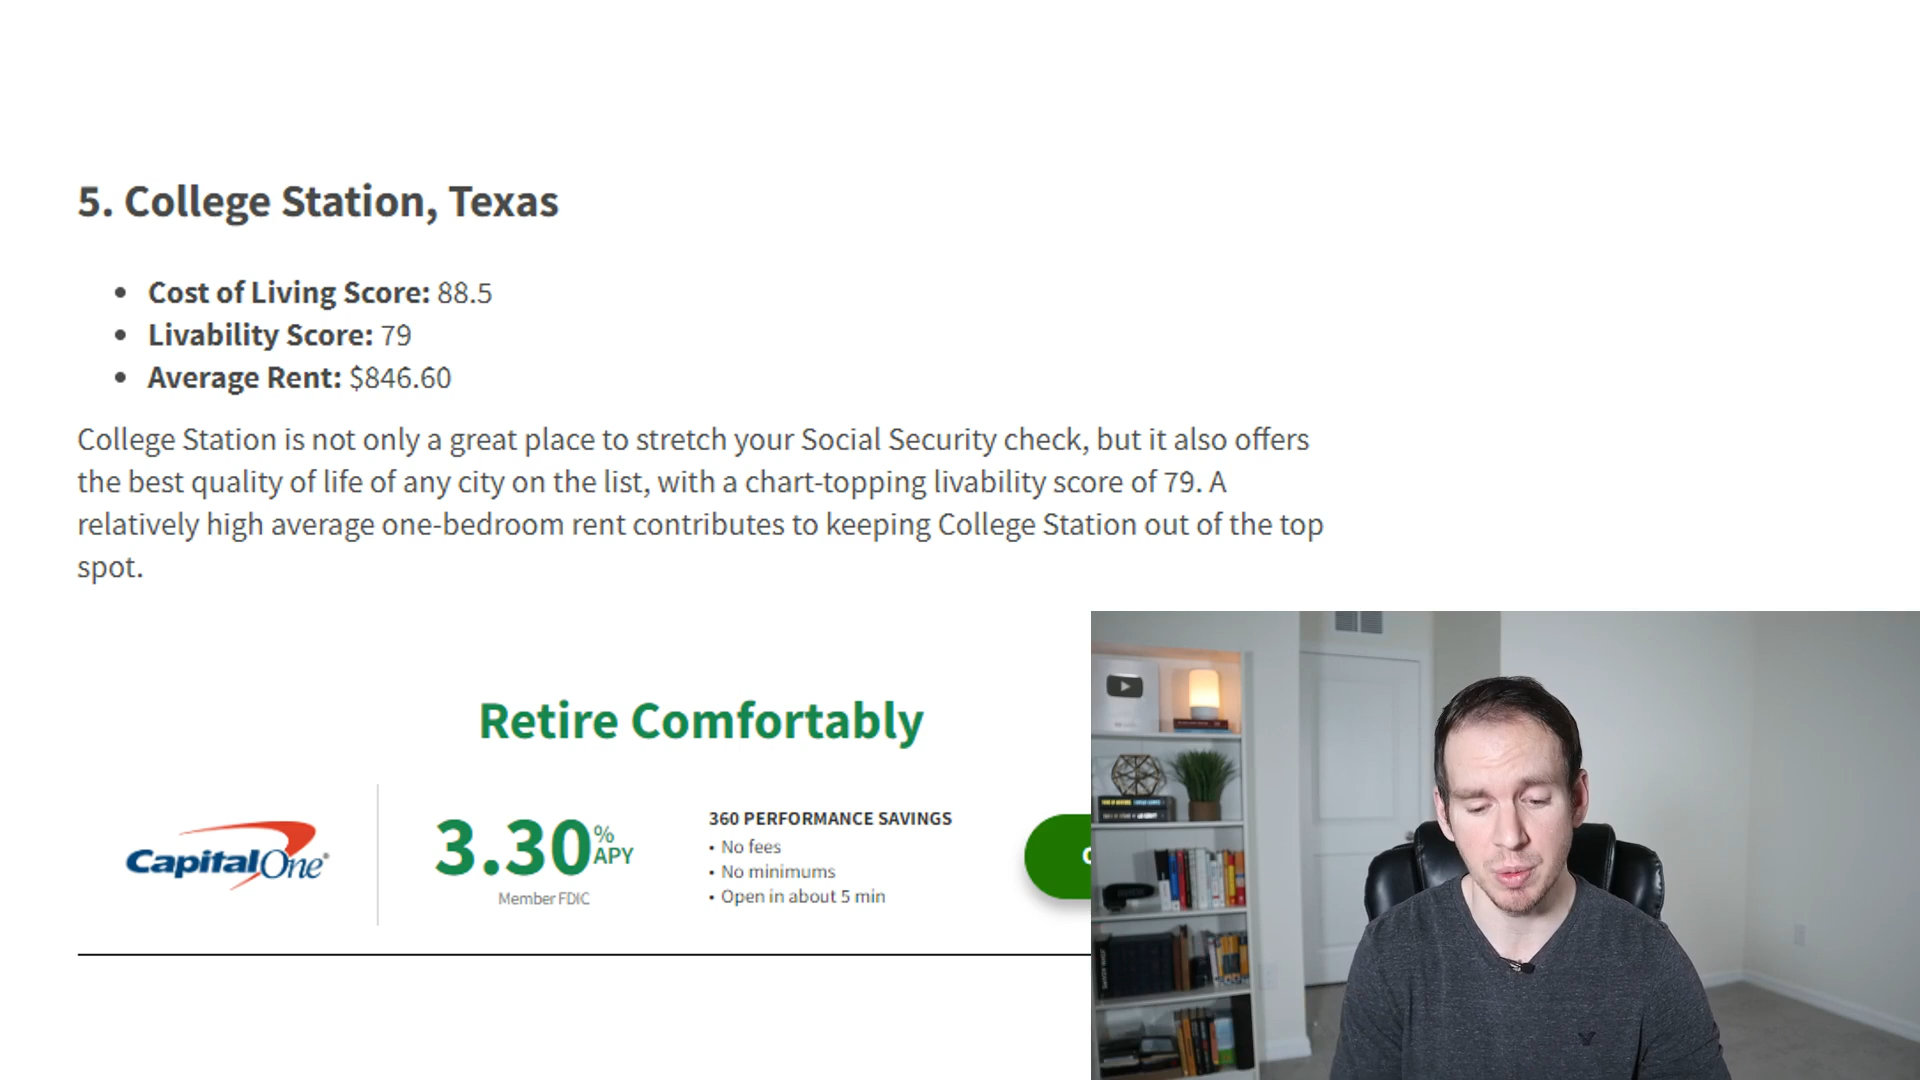 5. College Station, Texas
• Cost of Living Score: 88.5
• Livability Score: 79
• Average Rent: $846.60
College Station is not only a great place to stretch your Social Security check, but it also offers
the best quality of life of any city on the list, with a chart-topping livability score of 79. A
relatively high average one-bedroom rent contributes to keeping College Station out of the top
spot.
Retire Comfortably
CapitalOne®
3.30% APY
Member FDIC
360 PERFORMANCE SAVINGS
• No fees
• No minimums
• Open in about 5 min